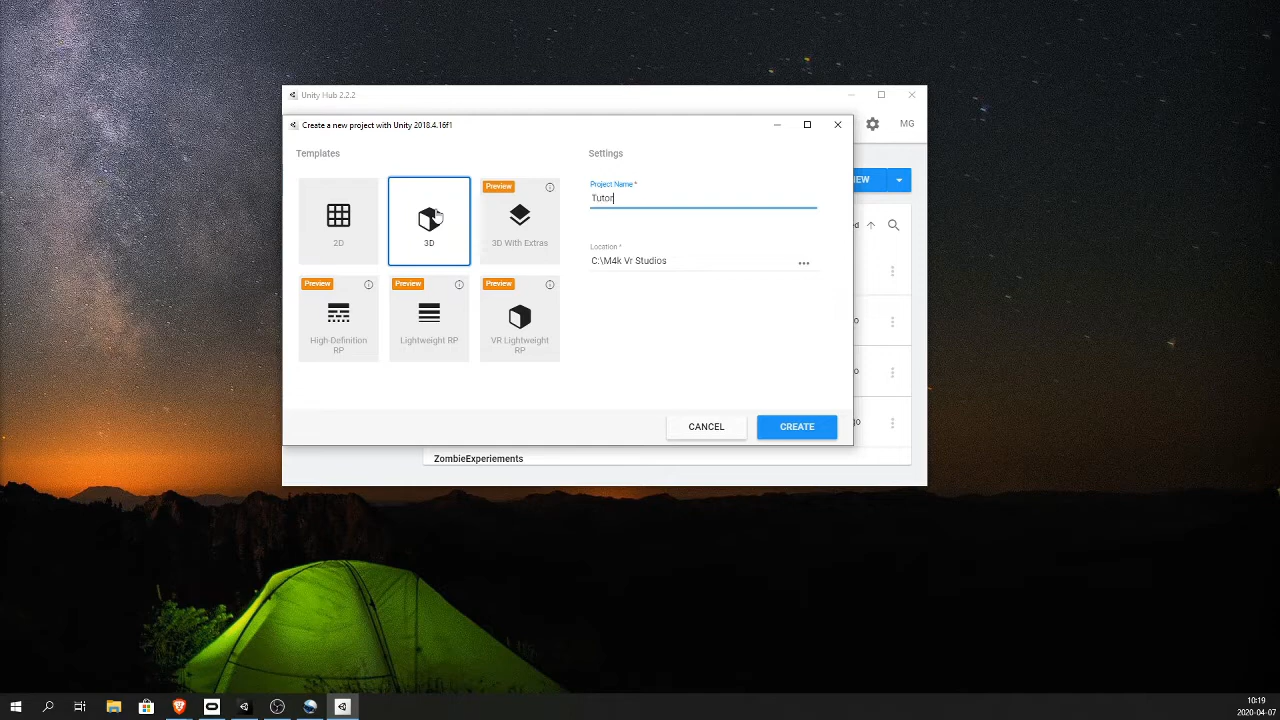 Unity Hub 2.2.2
Create a new project with Unity 2018.4.16f1
MG
Templates
Settings
Project Name *
Tutor
Location *
C:\M4k Vr Studios
2D
3D
Preview
3D With Extras
Preview
High-Definition
RP
Preview
Lightweight RP
Preview
VR Lightweight
RP
CANCEL
CREATE
ZombieExperiements
10:19
2020-04-07